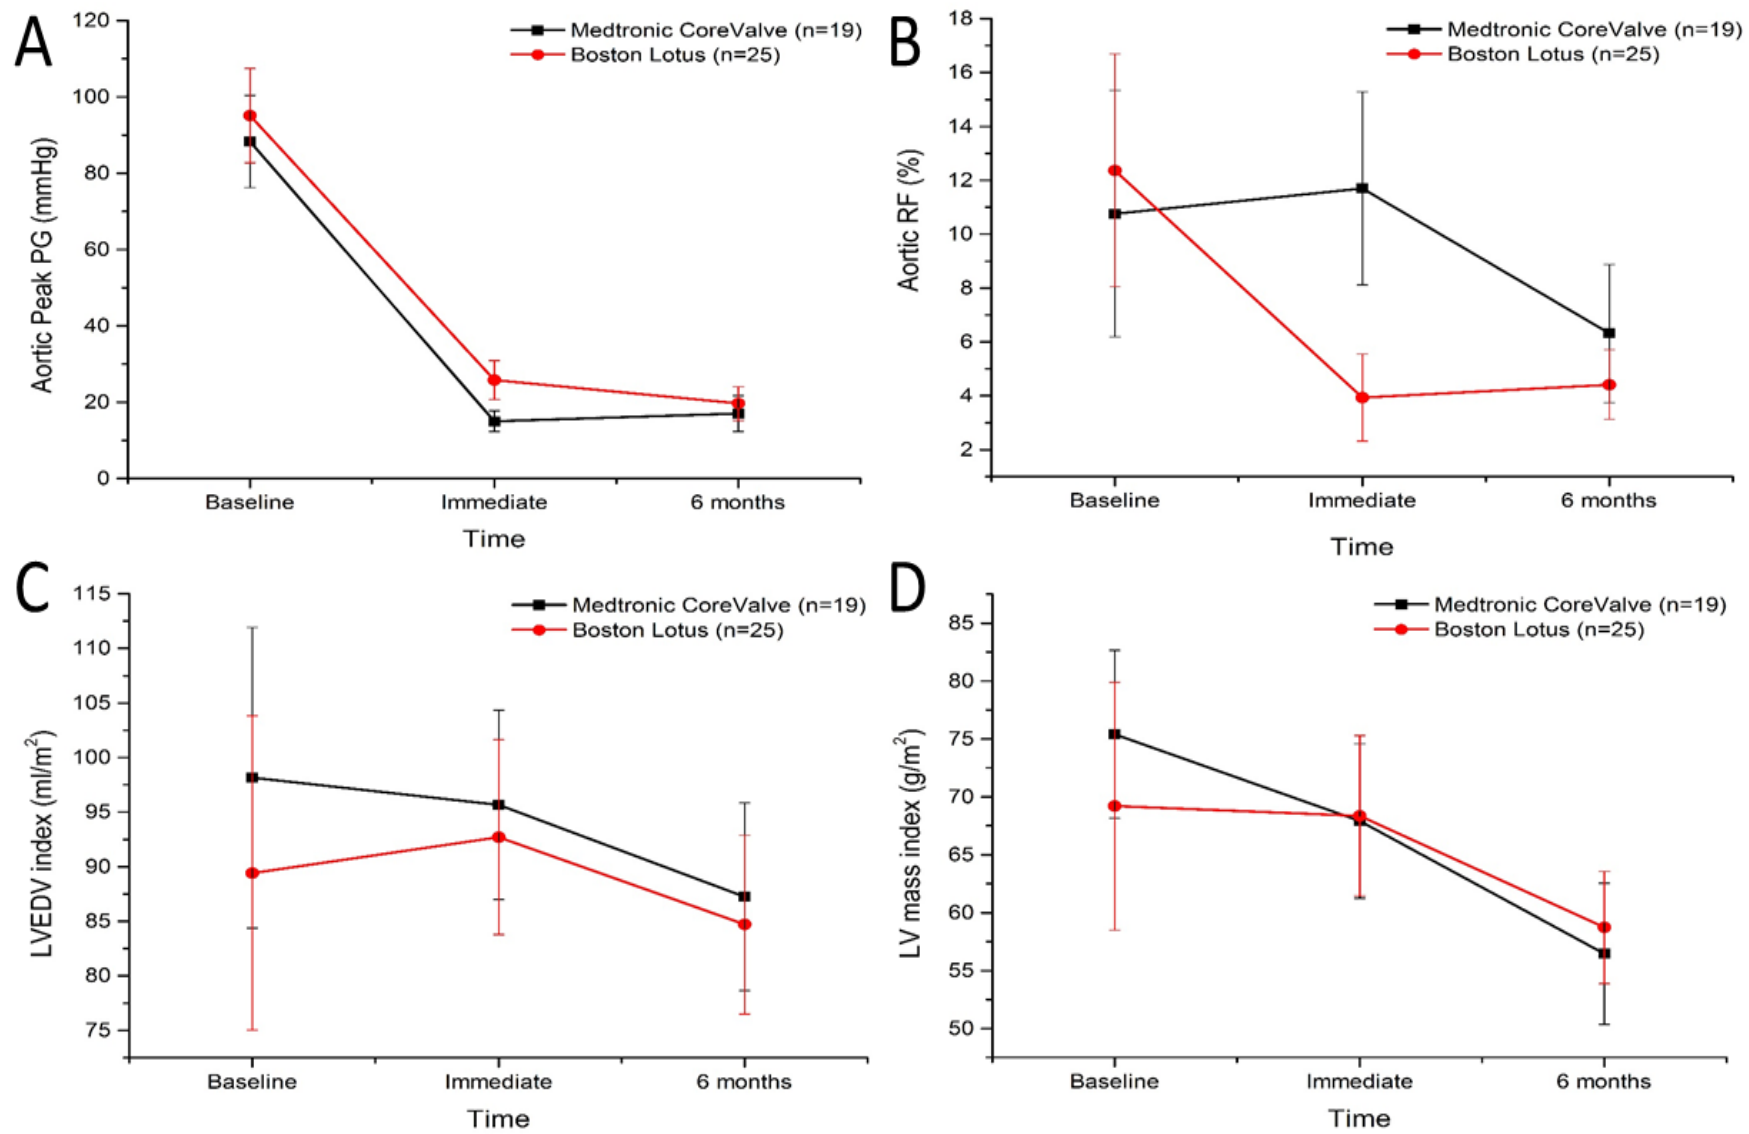 A
Aortic Peak PG (mmHg)
120
100
80
60
40
20
0
Medtronic CoreValve (n=19)
Boston Lotus (n=25)
Baseline Immediate 6 months
Time
B
Aortic RF (%)
18
16
14
12
10
8
6
4
2
Medtronic CoreValve (n=19)
Boston Lotus (n=25)
Baseline Immediate 6 months
Time
C
LVEDV index (ml/m²)
115
110
105
100
95
90
85
80
75
Medtronic CoreValve (n=19)
Boston Lotus (n=25)
Baseline Immediate 6 months
Time
D
LV mass index (g/m²)
85
80
75
70
65
60
55
50
Medtronic CoreValve (n=19)
Boston Lotus (n=25)
Baseline Immediate 6 months
Time